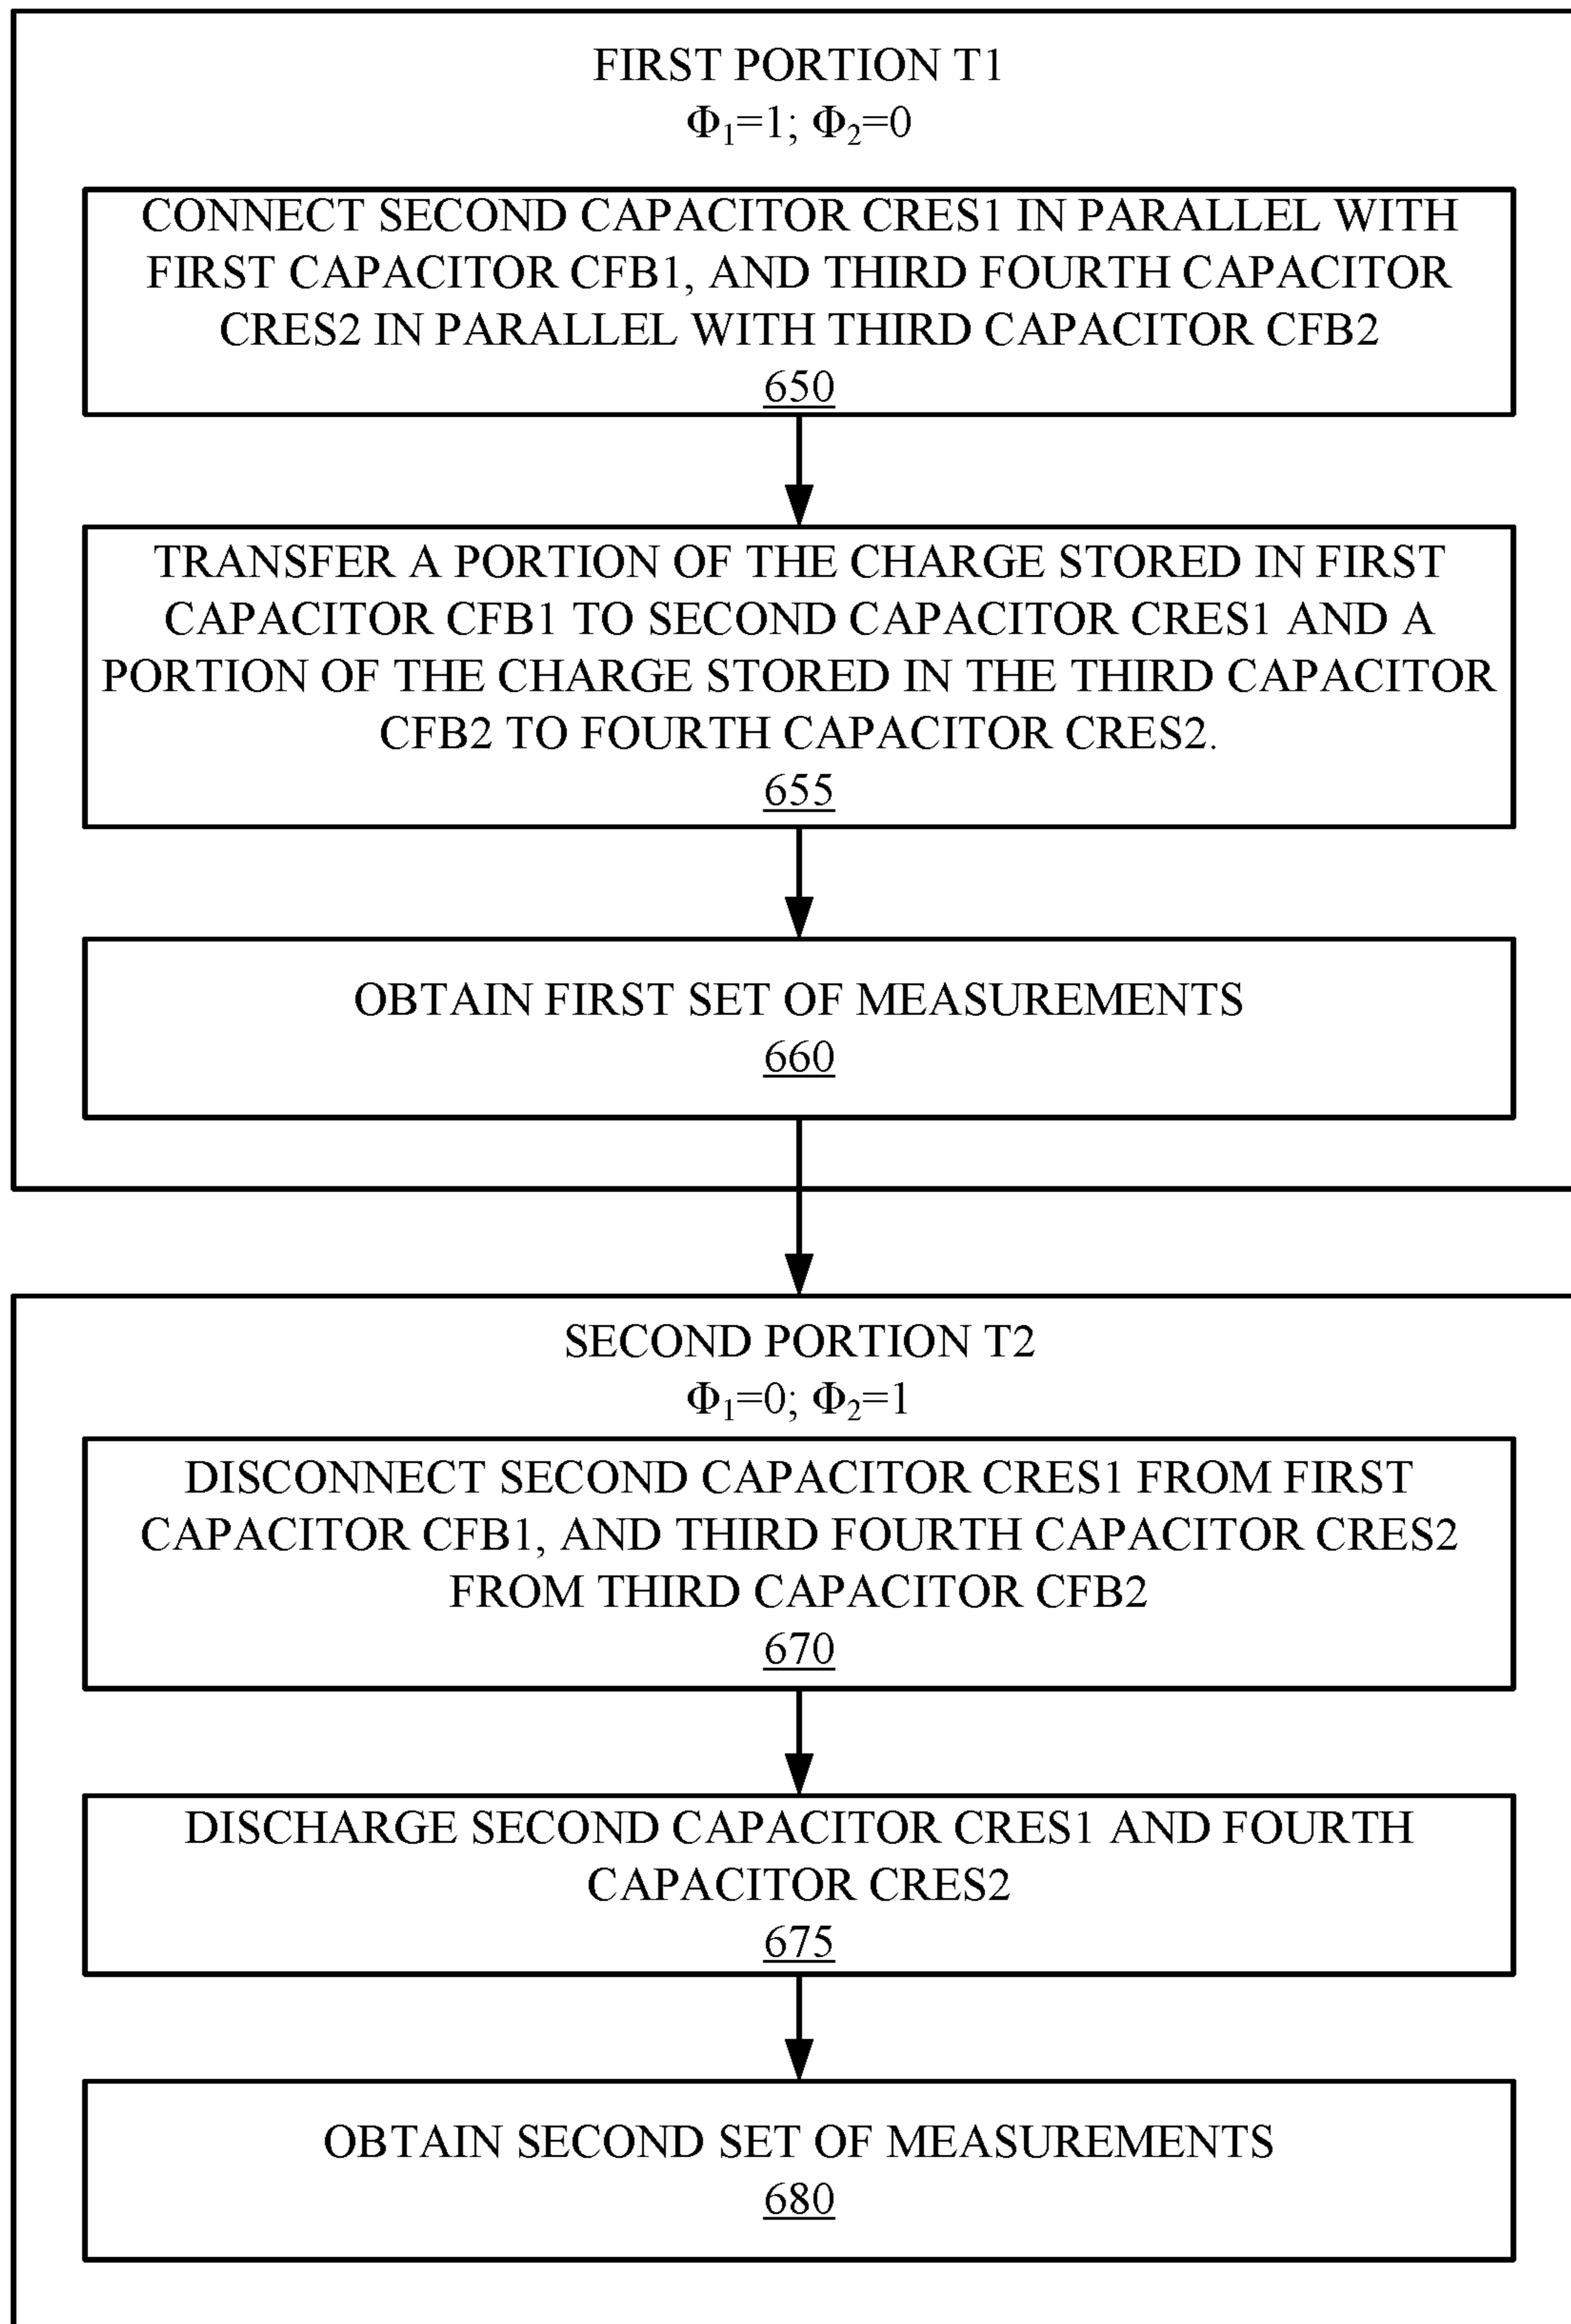 FIRST PORTION T1
Φ₁=1; Φ₂=0
CONNECT SECOND CAPACITOR CRES1 IN PARALLEL WITH
FIRST CAPACITOR CFB1, AND THIRD FOURTH CAPACITOR
CRES2 IN PARALLEL WITH THIRD CAPACITOR CFB2
650
TRANSFER A PORTION OF THE CHARGE STORED IN FIRST
CAPACITOR CFB1 TO SECOND CAPACITOR CRES1 AND A
PORTION OF THE CHARGE STORED IN THE THIRD CAPACITOR
CFB2 TO FOURTH CAPACITOR CRES2.
655
OBTAIN FIRST SET OF MEASUREMENTS
660
SECOND PORTION T2
Φ₁=0; Φ₂=1
DISCONNECT SECOND CAPACITOR CRES1 FROM FIRST
CAPACITOR CFB1, AND THIRD FOURTH CAPACITOR CRES2
FROM THIRD CAPACITOR CFB2
670
DISCHARGE SECOND CAPACITOR CRES1 AND FOURTH
CAPACITOR CRES2
675
OBTAIN SECOND SET OF MEASUREMENTS
680